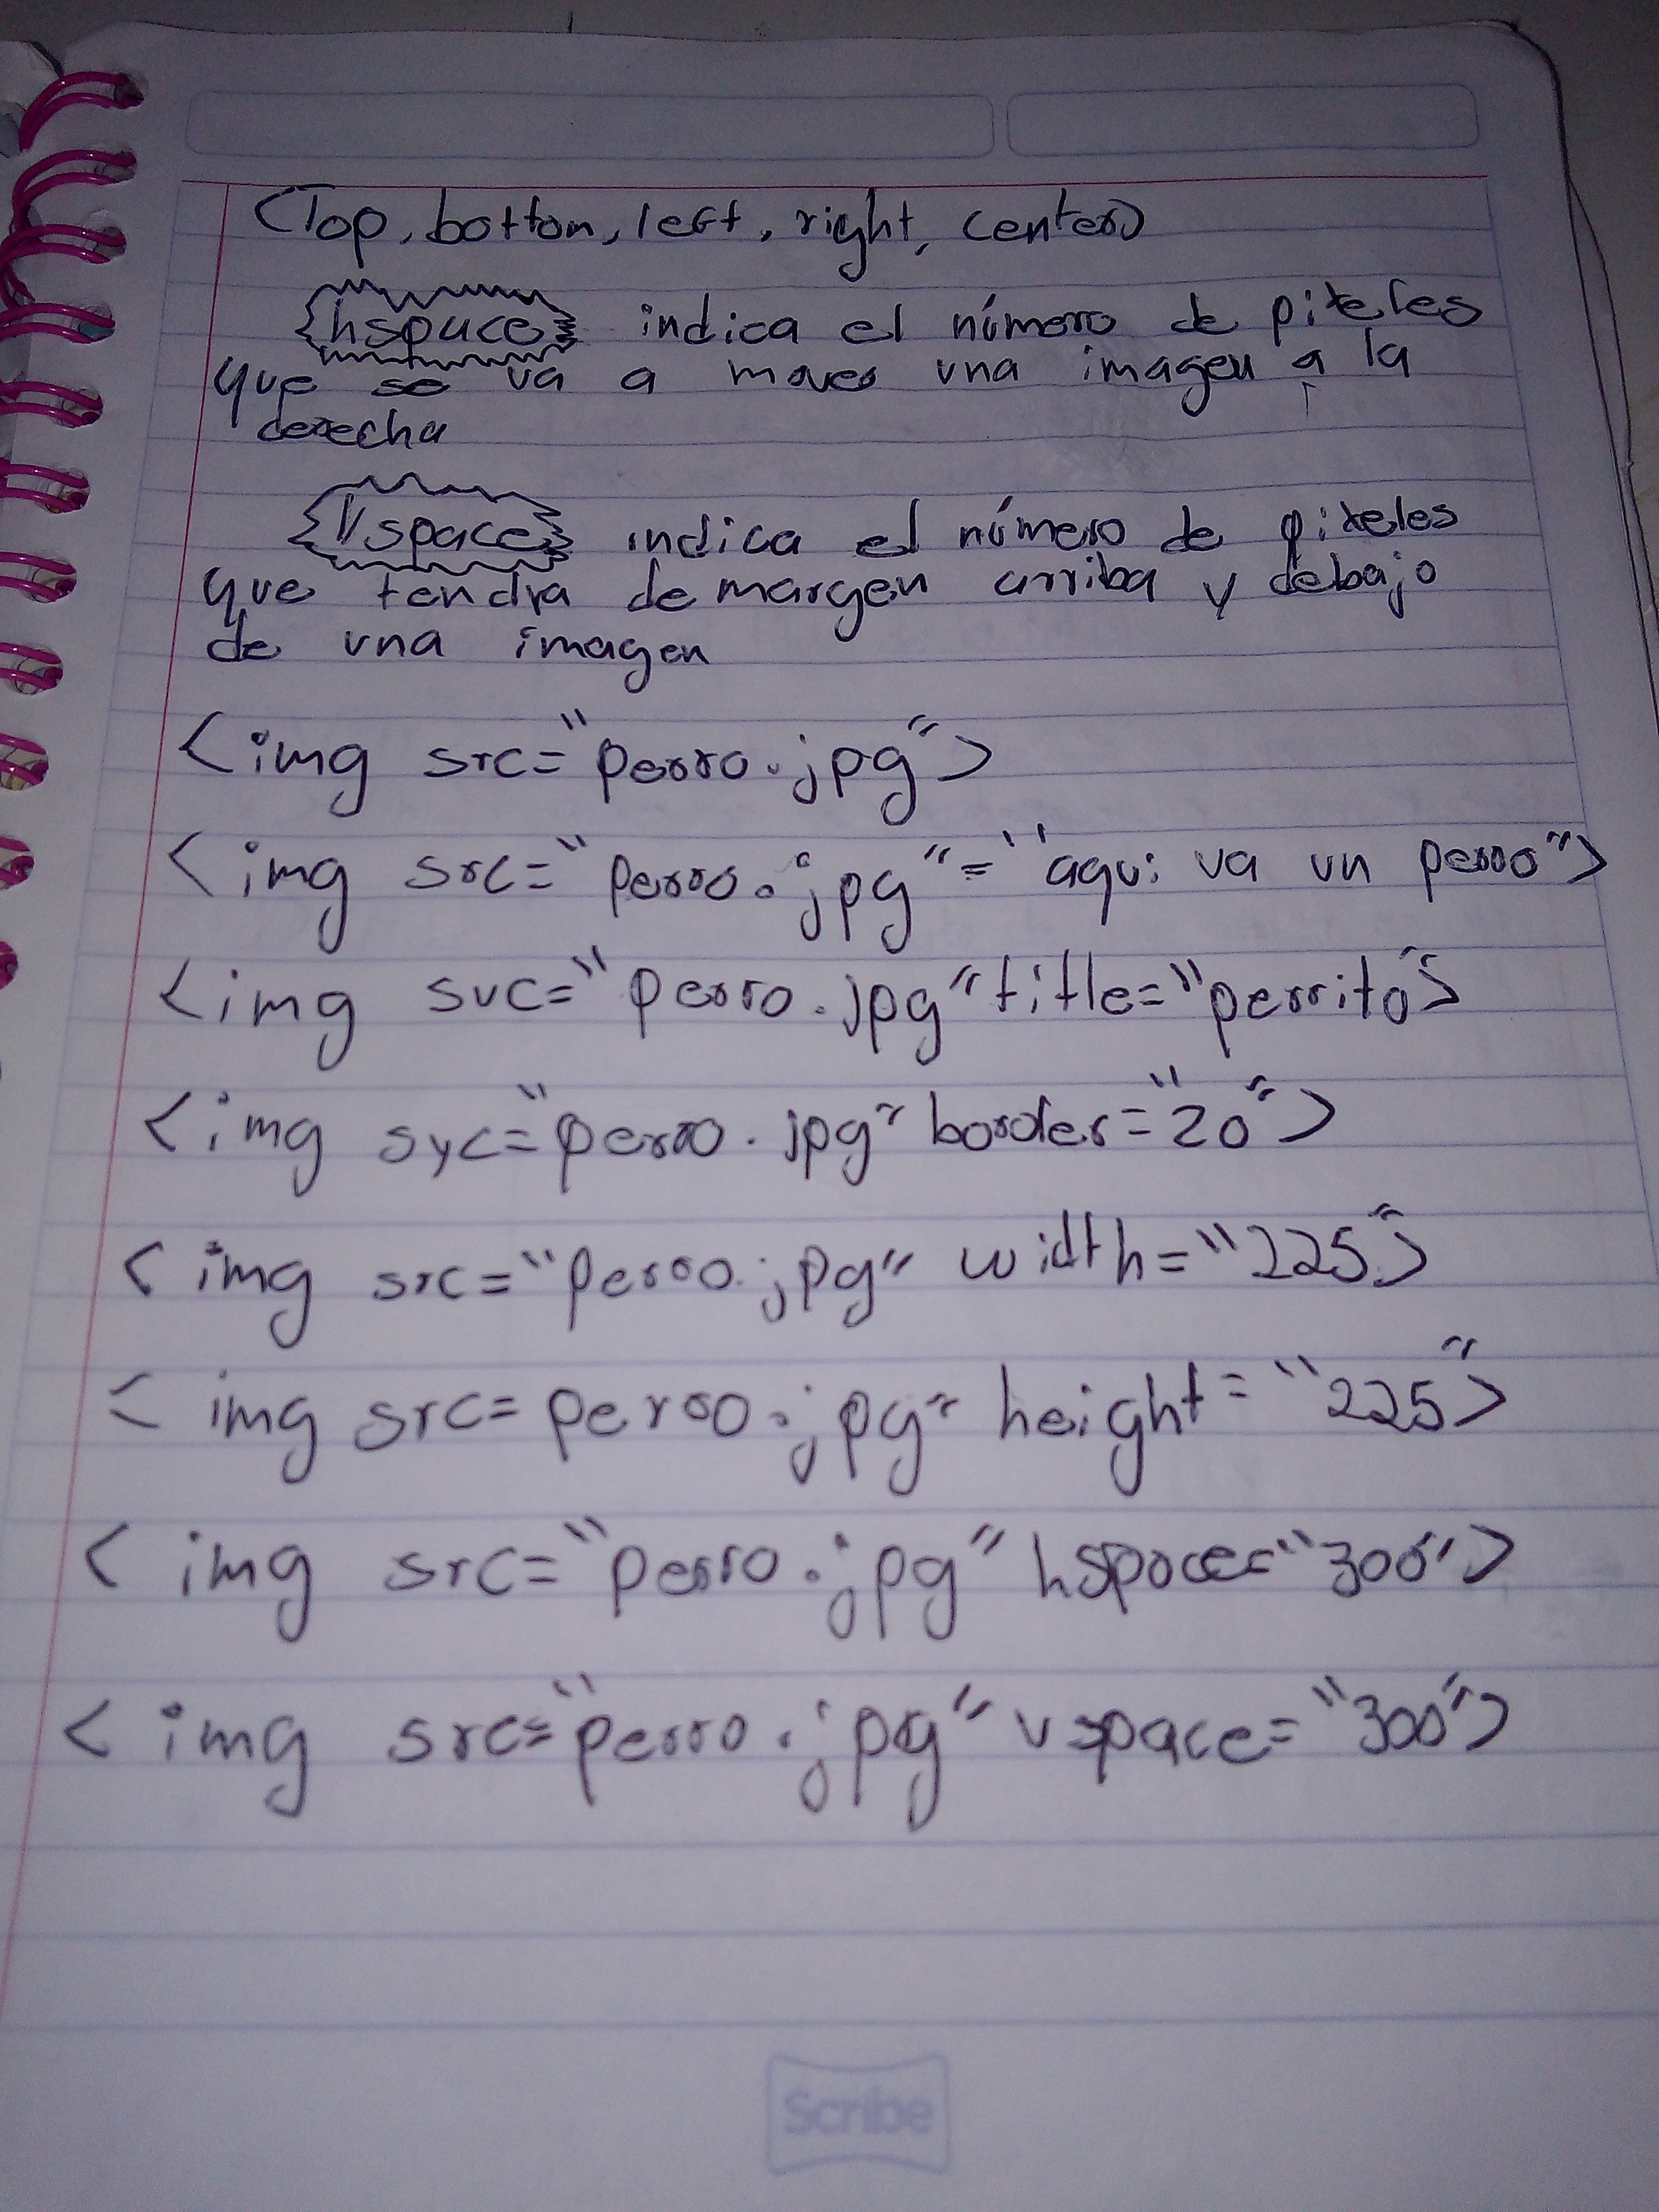 (Top, bottom, left, right, center)
hspace indica el número de pixeles
que se va a mover una imagen a la
derecha
Vspace indica el número de pixeles
que tendra de margen arriba y debajo
de una imagen
<img src="perro.jpg">
<img src="perro.jpg"="aqui va un perro">
<img src="perro.jpg" title="perrito">
<img src="perro.jpg" border="20">
<img src="perro.jpg" width="225">
<img src=perro.jpg" height="225">
<img src="perro.jpg" hspace="300">
<img src="perro.jpg" vspace="300">
Scribe